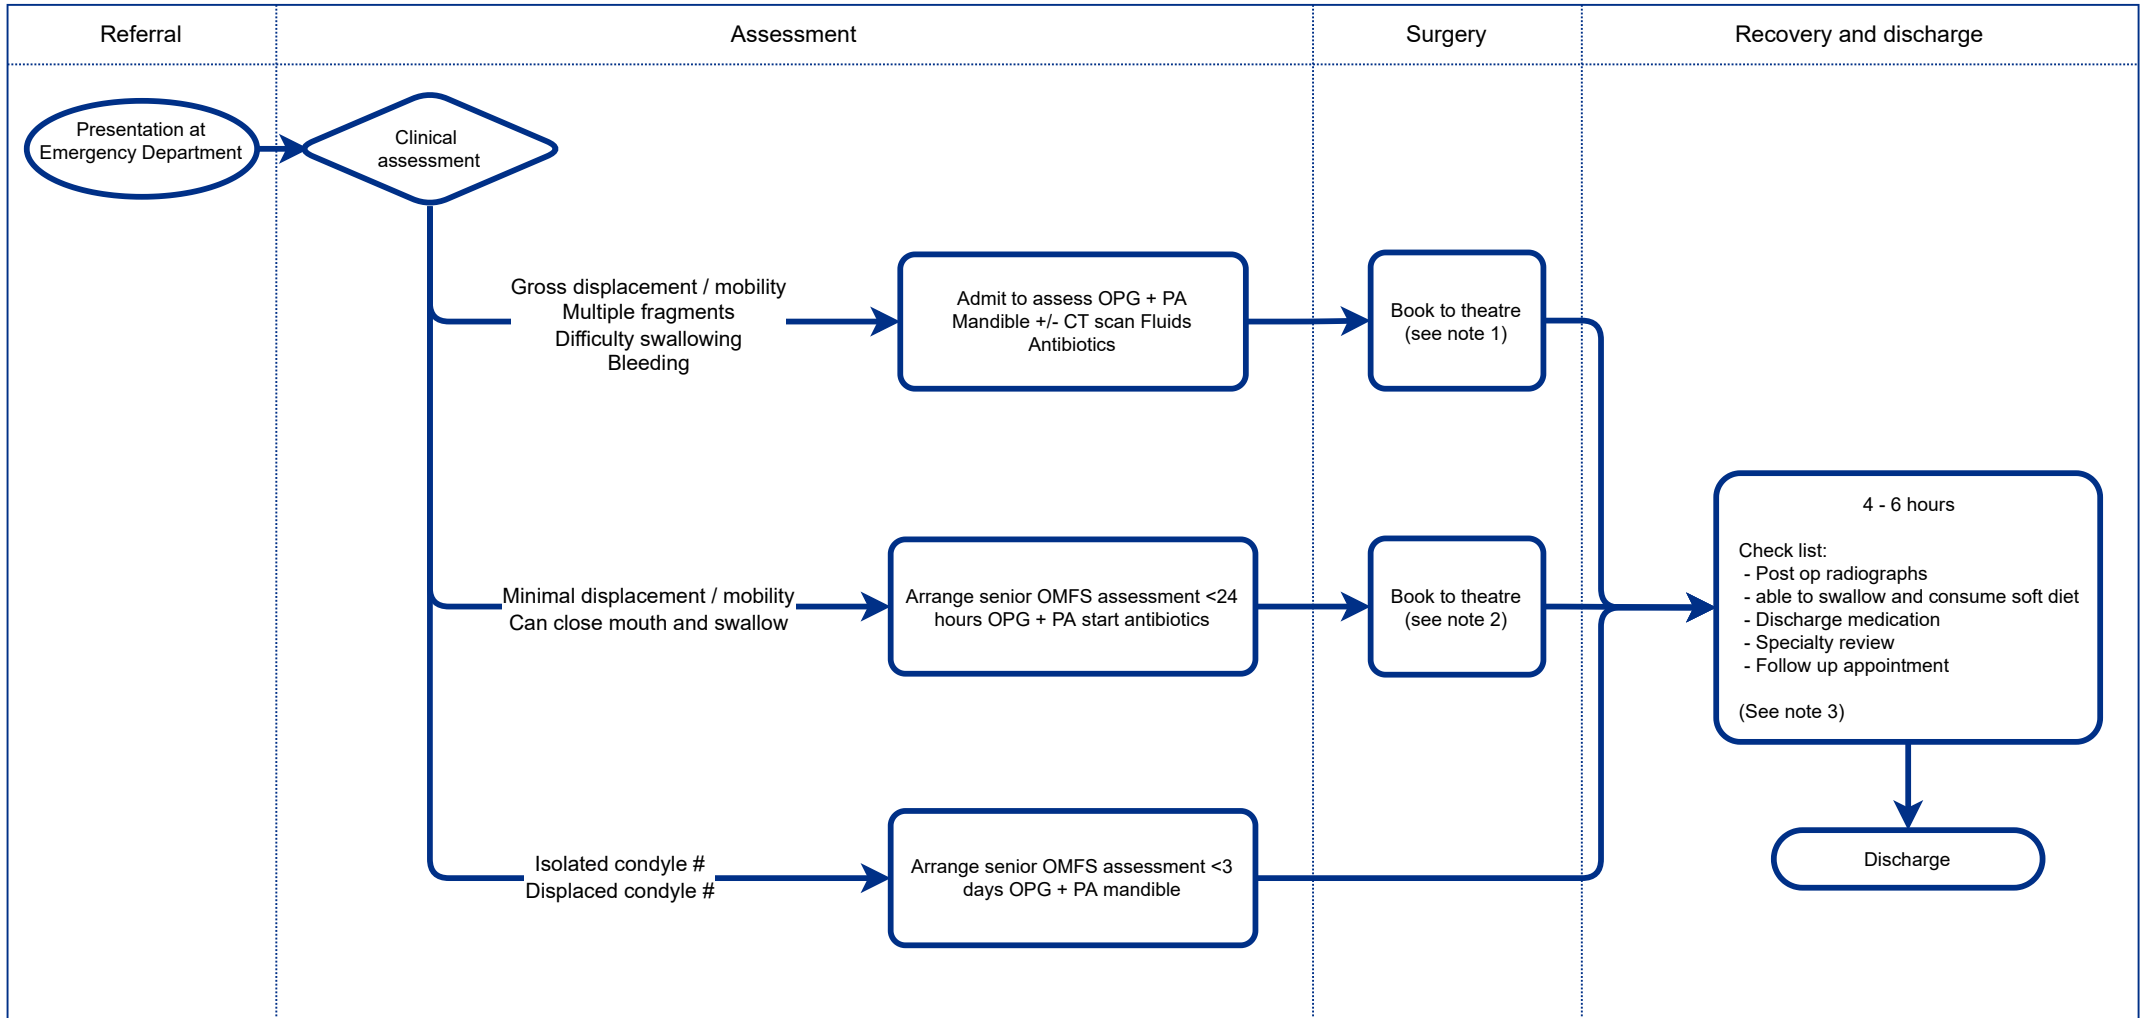 Referral
Assessment
Surgery
Recovery and discharge
Presentation at
Emergency Department
Clinical
assessment
Gross displacement / mobility
Multiple fragments
Difficulty swallowing
Bleeding
Admit to assess OPG + PA
Mandible +/- CT scan Fluids
Antibiotics
Book to theatre
(see note 1)
Minimal displacement / mobility
Can close mouth and swallow
Arrange senior OMFS assessment <24
hours OPG + PA start antibiotics
Book to theatre
(see note 2)
Isolated condyle #
Displaced condyle #
Arrange senior OMFS assessment <3
days OPG + PA mandible
4 - 6 hours
Check list:
- Post op radiographs
- able to swallow and consume soft diet
- Discharge medication
- Specialty review
- Follow up appointment
(See note 3)
Discharge